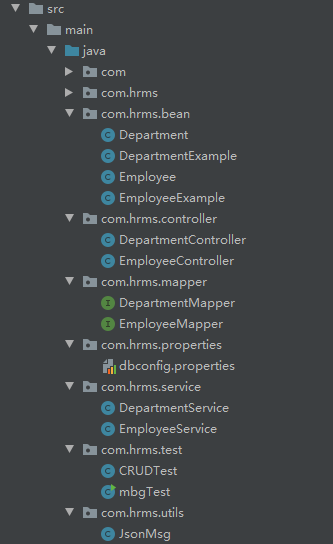 src
main
java
com
com.hrms
com.hrms.bean
Department
DepartmentExample
Employee
EmployeeExample
com.hrms.controller
DepartmentController
EmployeeController
com.hrms.mapper
DepartmentMapper
EmployeeMapper
com.hrms.properties
dbconfig.properties
com.hrms.service
DepartmentService
EmployeeService
com.hrms.test
CRUDTest
mbgTest
com.hrms.utils
JsonMsg